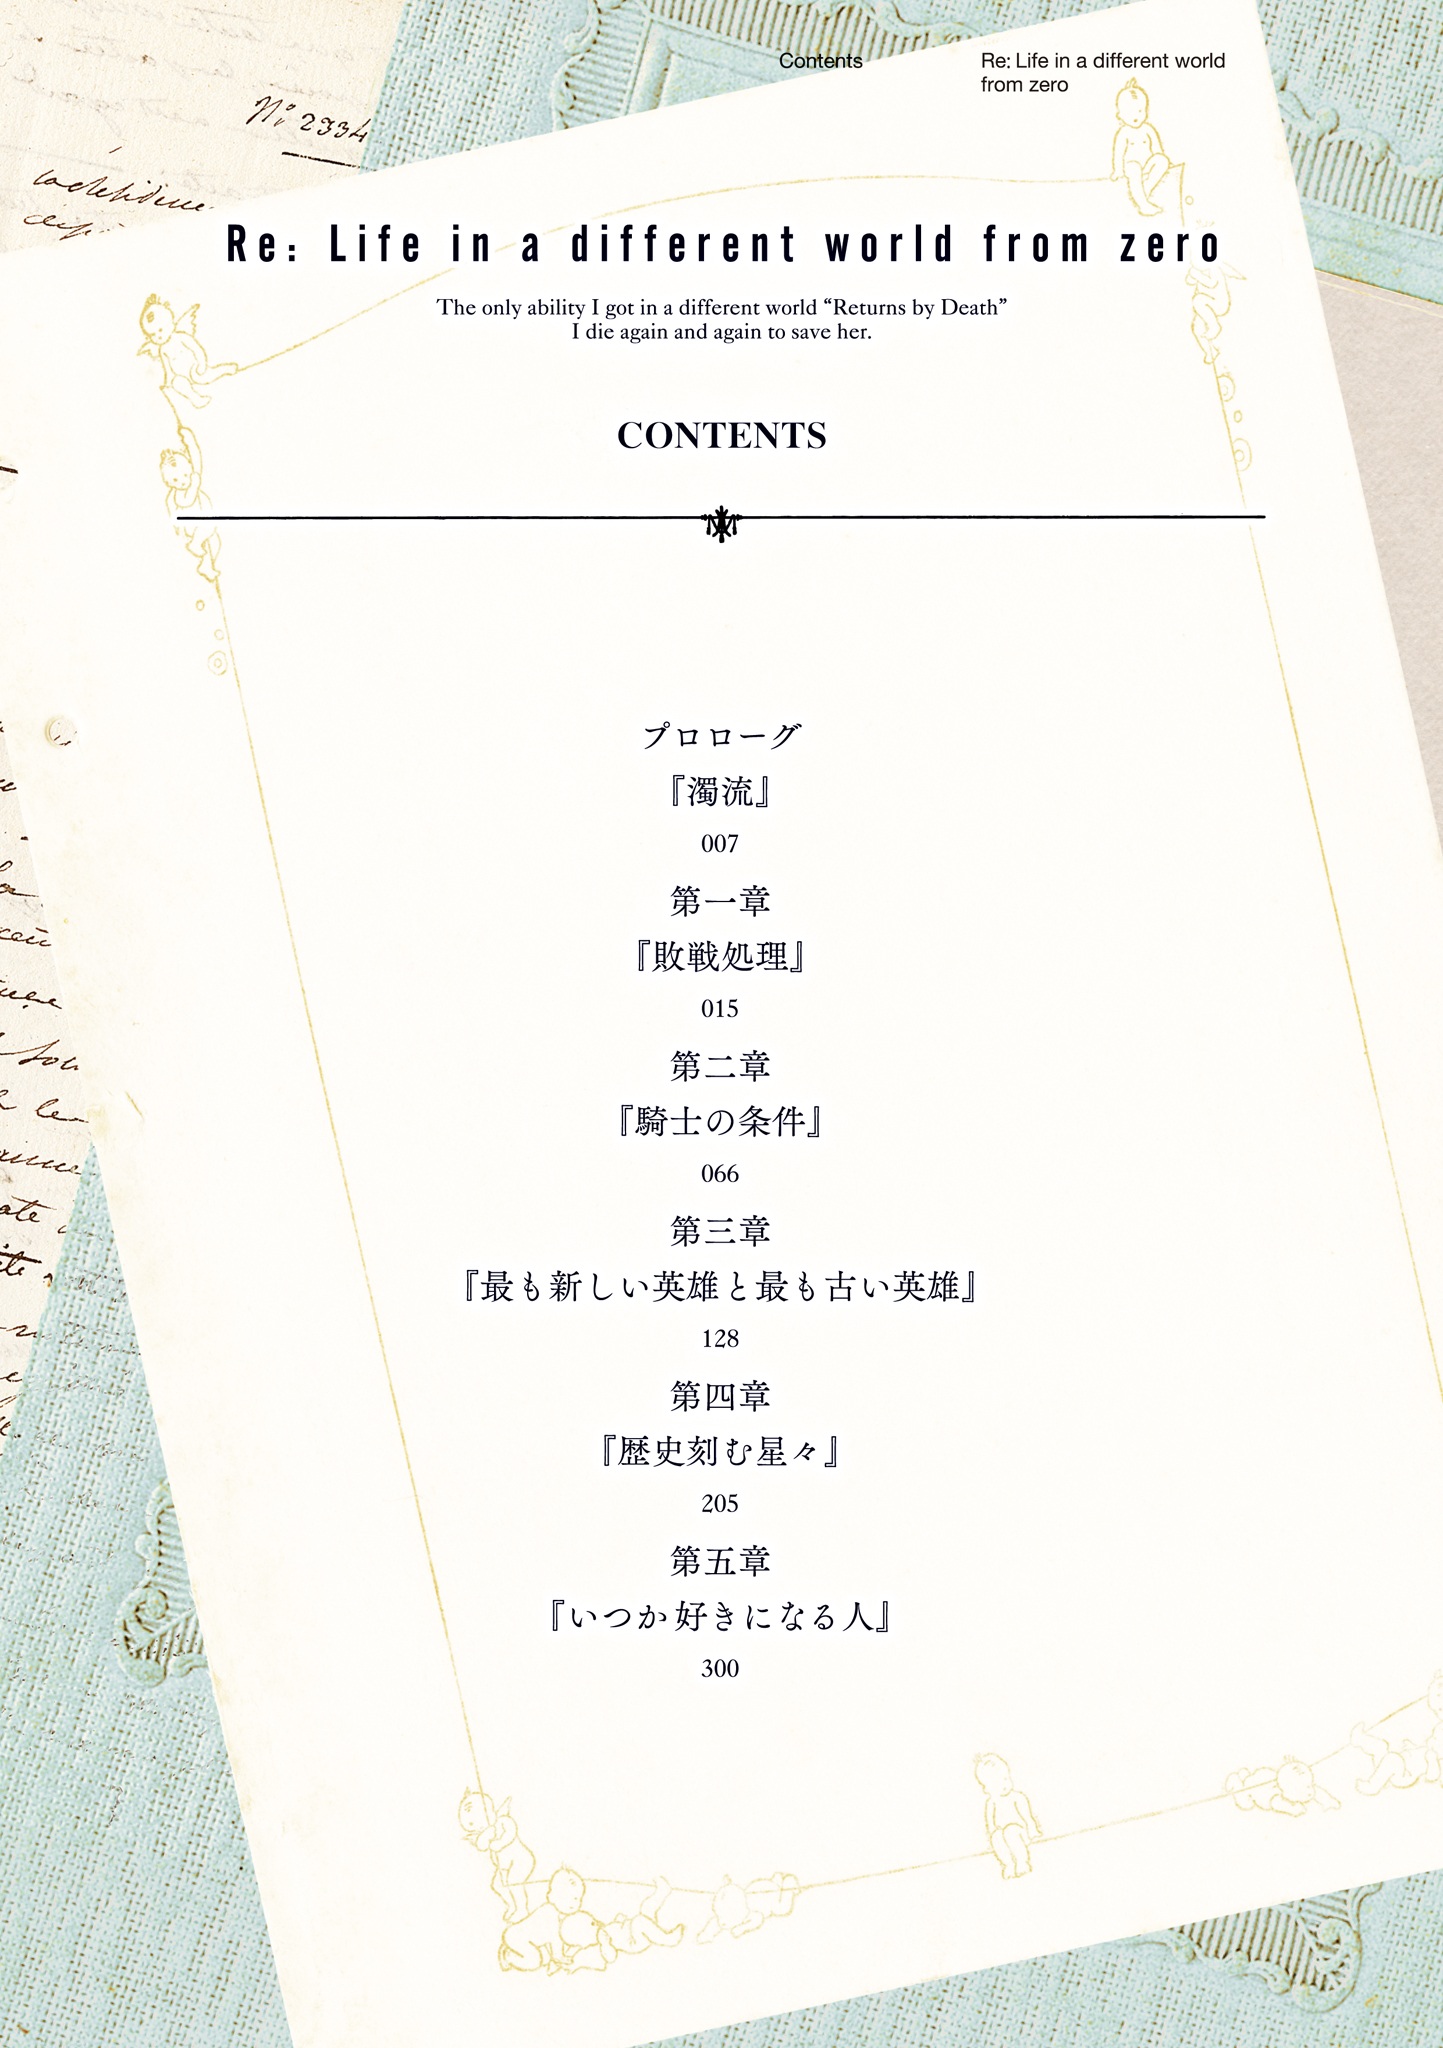 Contents
Re: Life in a different world
from zero
Nº 2334
Re: Life in a different world from zero
The only ability I got in a different world “Returns by Death”
I die again and again to save her.
CONTENTS
プロローグ
『濁流』
007
第一章
『敗戦処理』
015
第二章
『騎士の条件』
066
第三章
『最も新しい英雄と最も古い英雄』
128
第四章
『歴史刻む星々』
205
第五章
『いつか好きになる人』
300